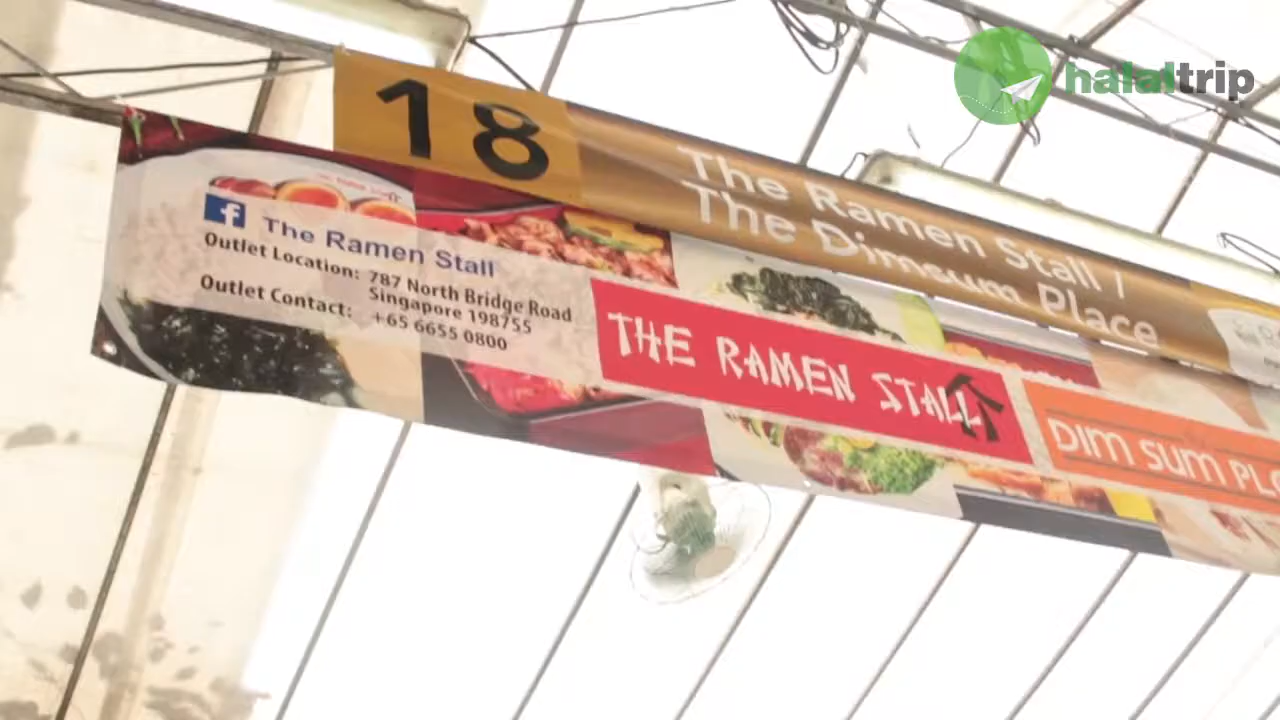 halaltrip
18
The Ramen Stall /
The Dimsum Place
f The Ramen Stall
Outlet Location: 787 North Bridge Road
Singapore 198755
Outlet Contact: +65 6655 0800
THE RAMEN STALL
DIM SUM